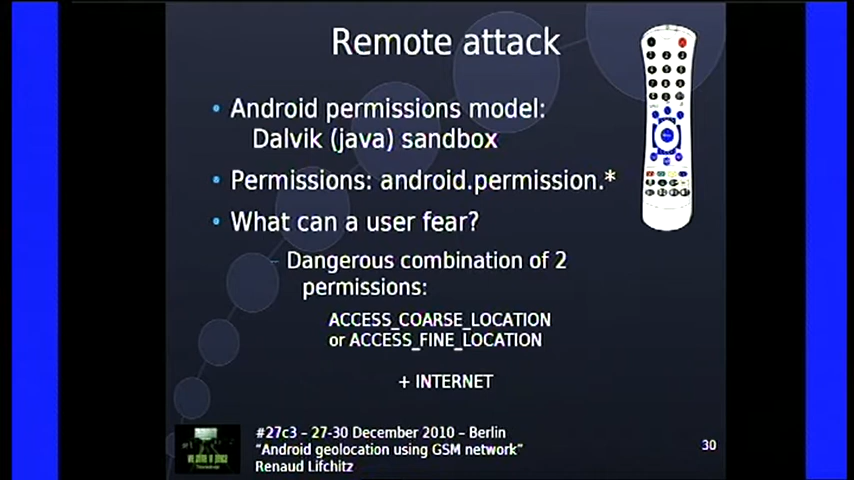 Remote attack
Android permissions model:
Dalvik (java) sandbox
Permissions: android.permission.*
What can a user fear?
Dangerous combination of 2
permissions:
ACCESS_COARSE_LOCATION
or ACCESS_FINE_LOCATION
+ INTERNET
#27c3 – 27-30 December 2010 – Berlin
"Android geolocation using GSM network"
Renaud Lifchitz
30